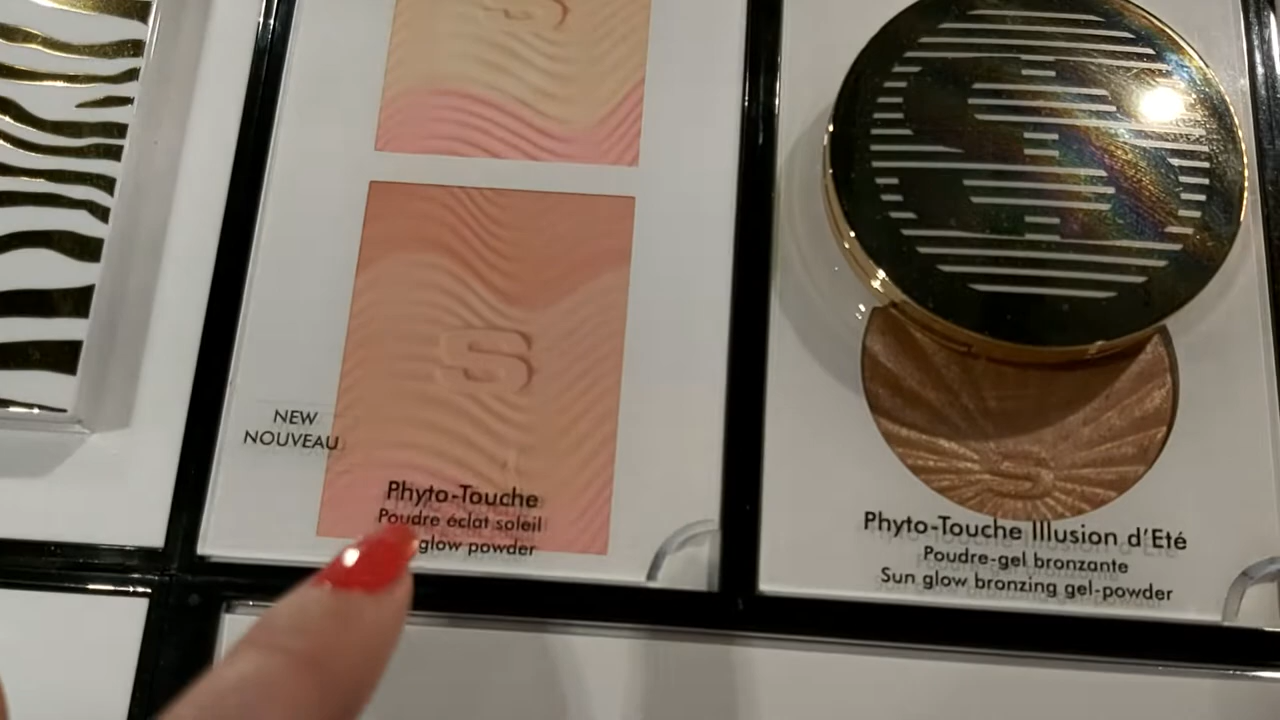 NEW
NOUVEAU
Phyto-Touche
Poudre éclat soleil
glow powder
Phyto-Touche Illusion d'Eté
Poudre-gel bronzante
Sun glow bronzing gel-powder